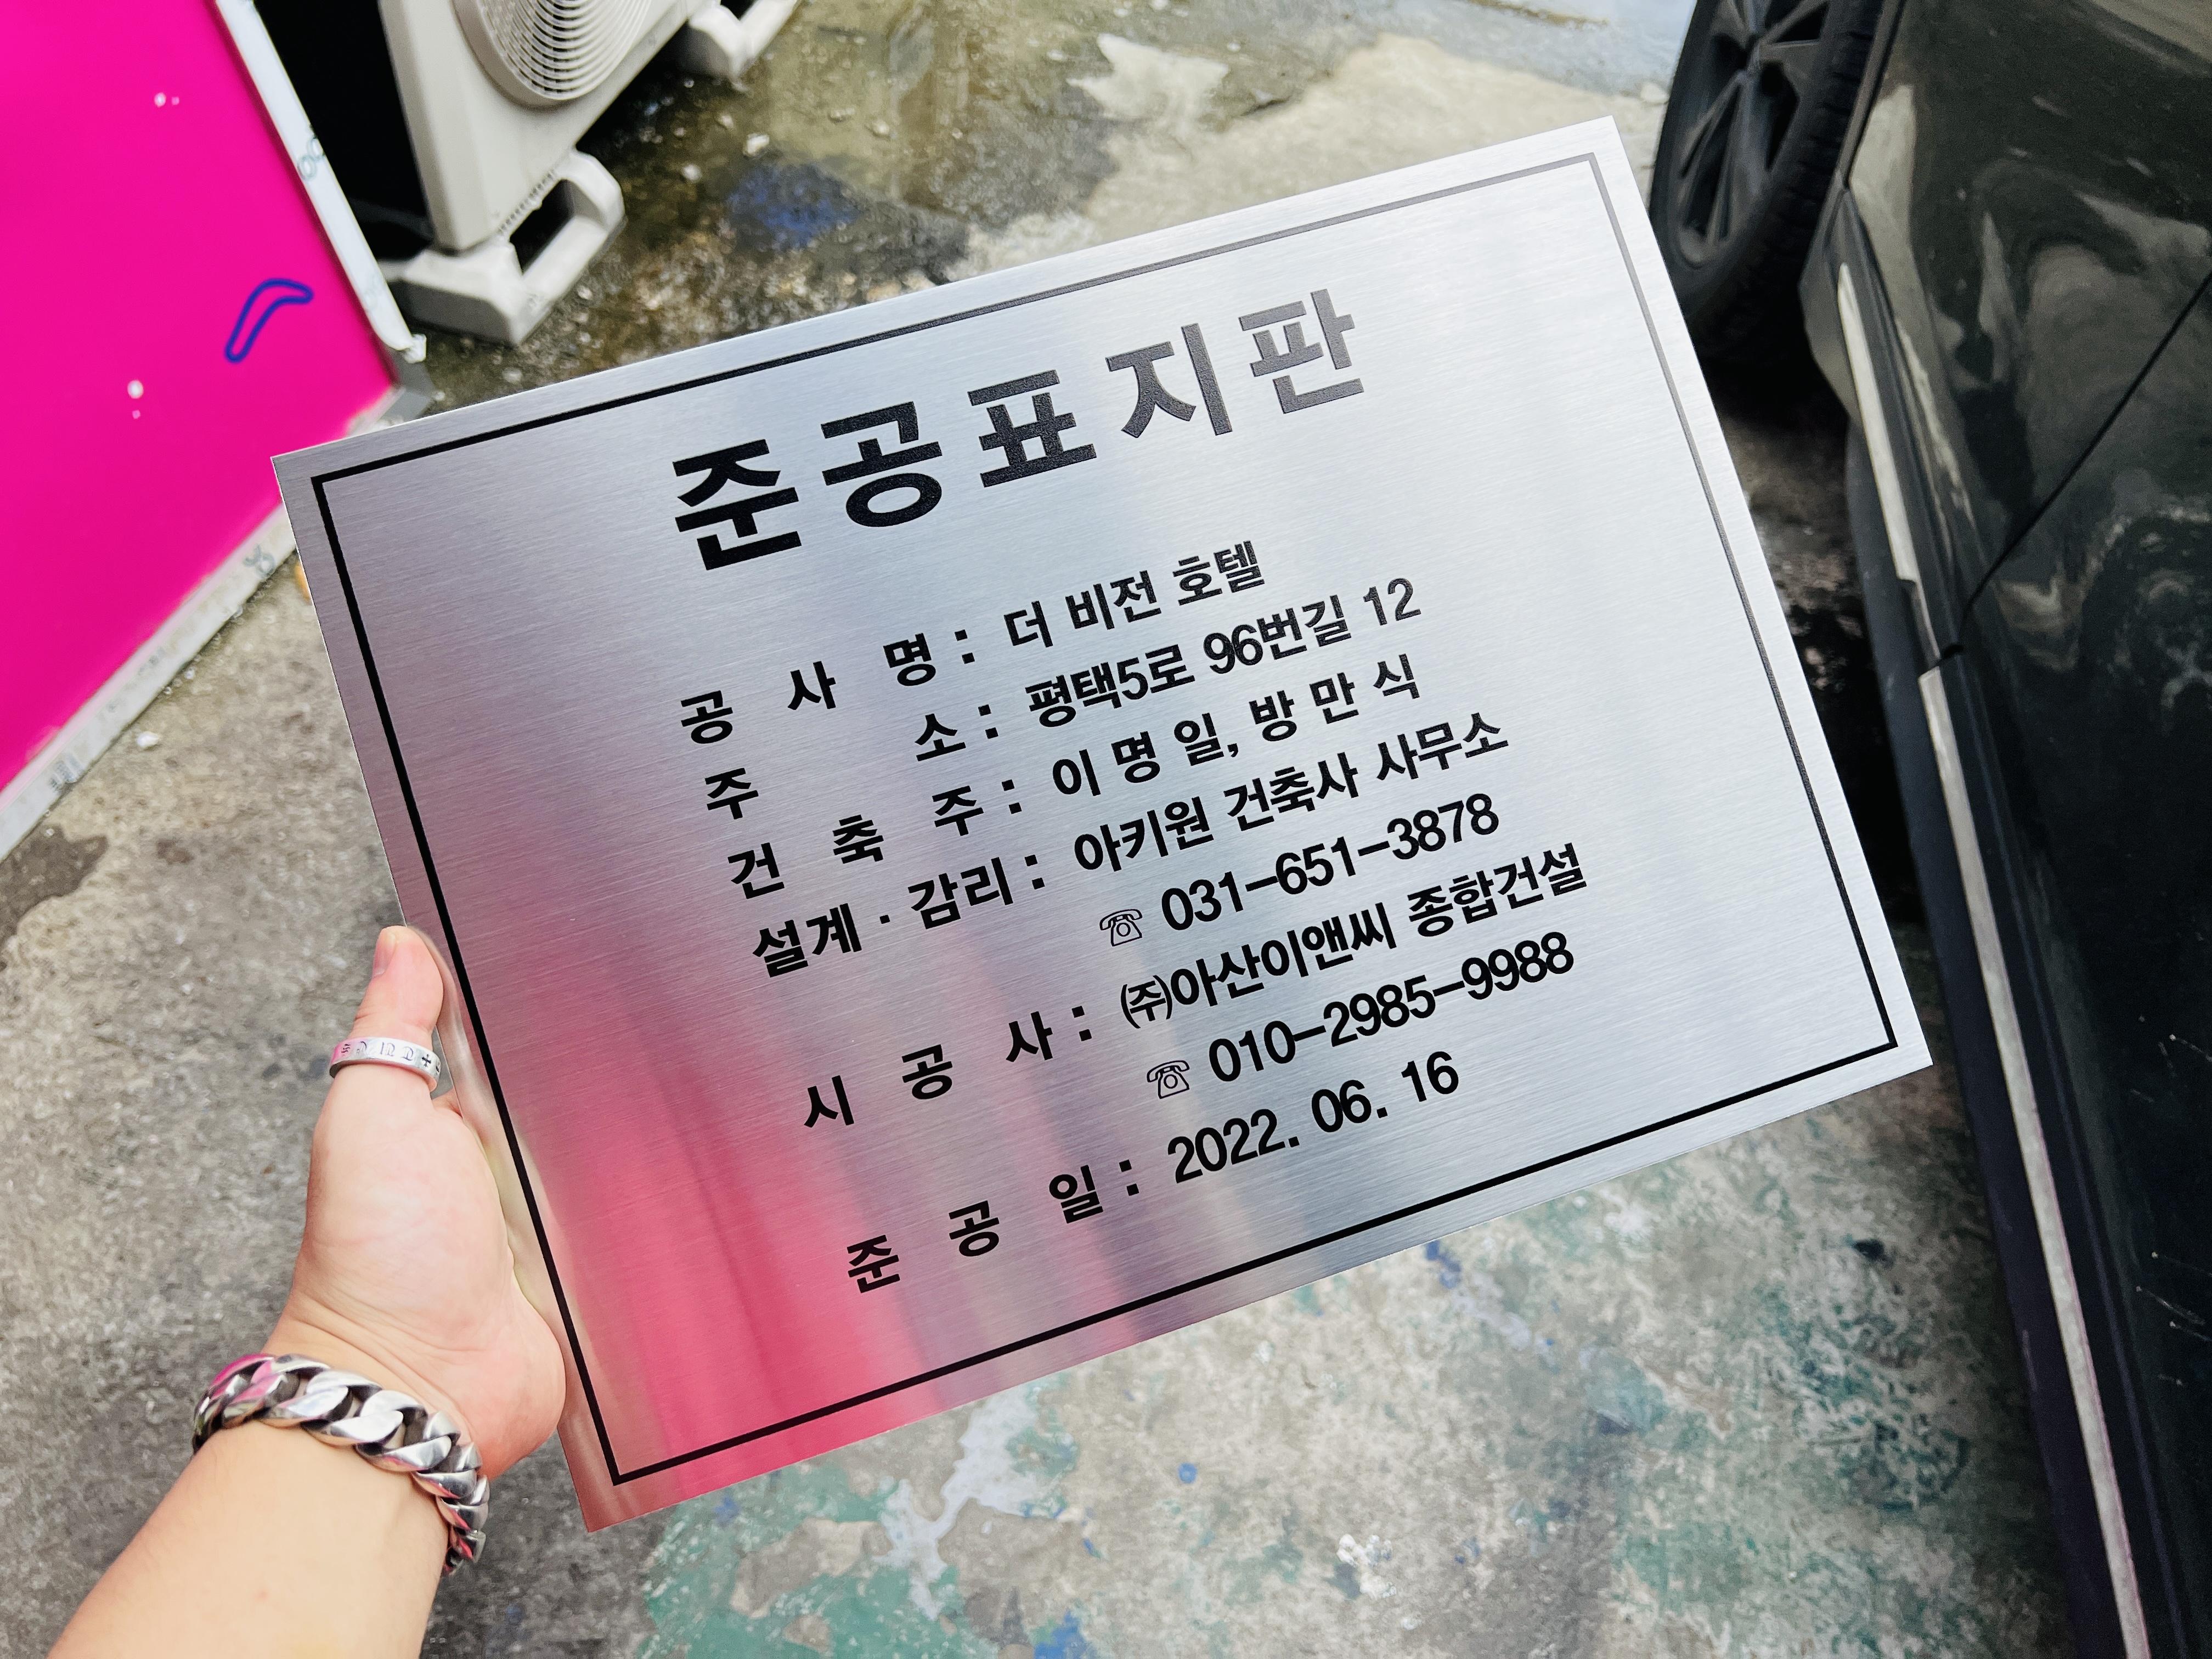 준공표지판
공 사 명 : 더 비전 호텔
주 소 : 평택5로 96번길 12
건 축 주 : 이 명 일, 방 만 식
설계 · 감리 : 아키원 건축사 사무소
☏ 031-651-3878
시 공 사 : ㈜아산이앤씨 종합건설
☏ 010-2985-9988
준 공 일 : 2022. 06. 16